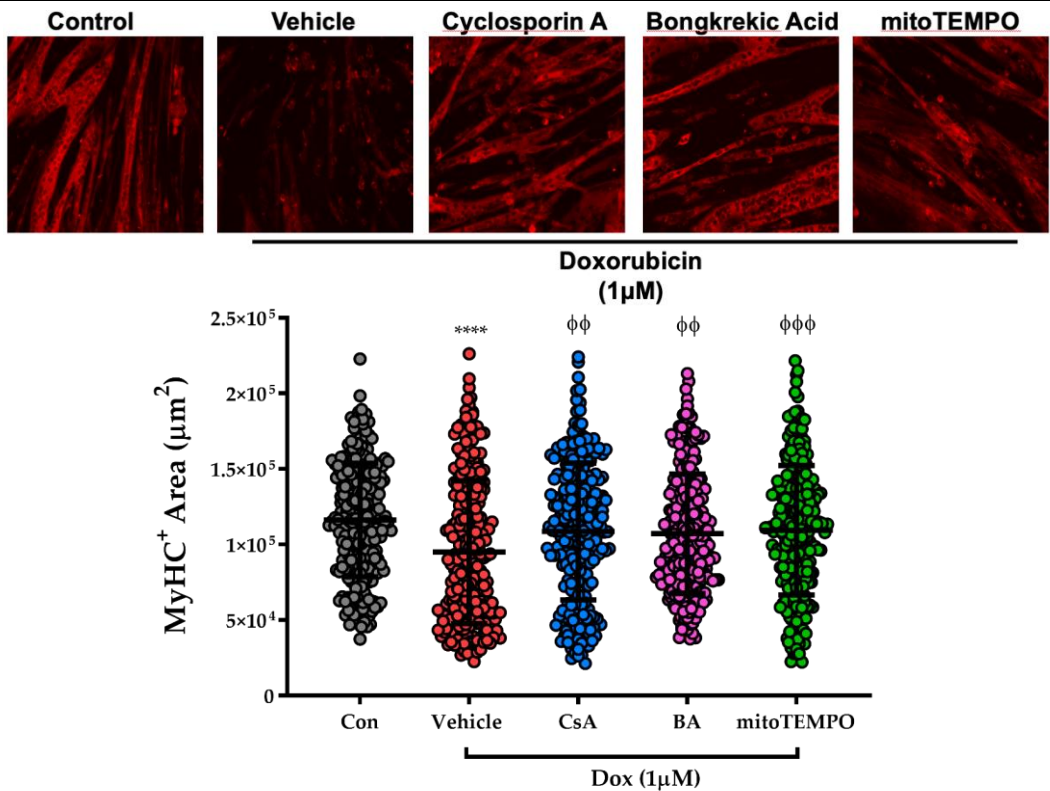 Control Vehicle Cyclosporin A Bongkrekic Acid mitoTEMPO
Doxorubicin
(1µM)
MyHC⁺ Area (µm²)
2.5×10⁵
2×10⁵
1.5×10⁵
1×10⁵
5×10⁴
0
**** ϕϕ ϕϕ ϕϕϕ
Con Vehicle CsA BA mitoTEMPO
Dox (1µM)